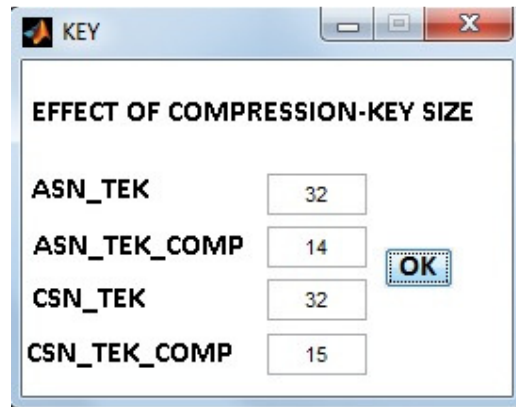 KEY
EFFECT OF COMPRESSION-KEY SIZE
ASN_TEK 32
ASN_TEK_COMP 14
OK
CSN_TEK 32
CSN_TEK_COMP 15